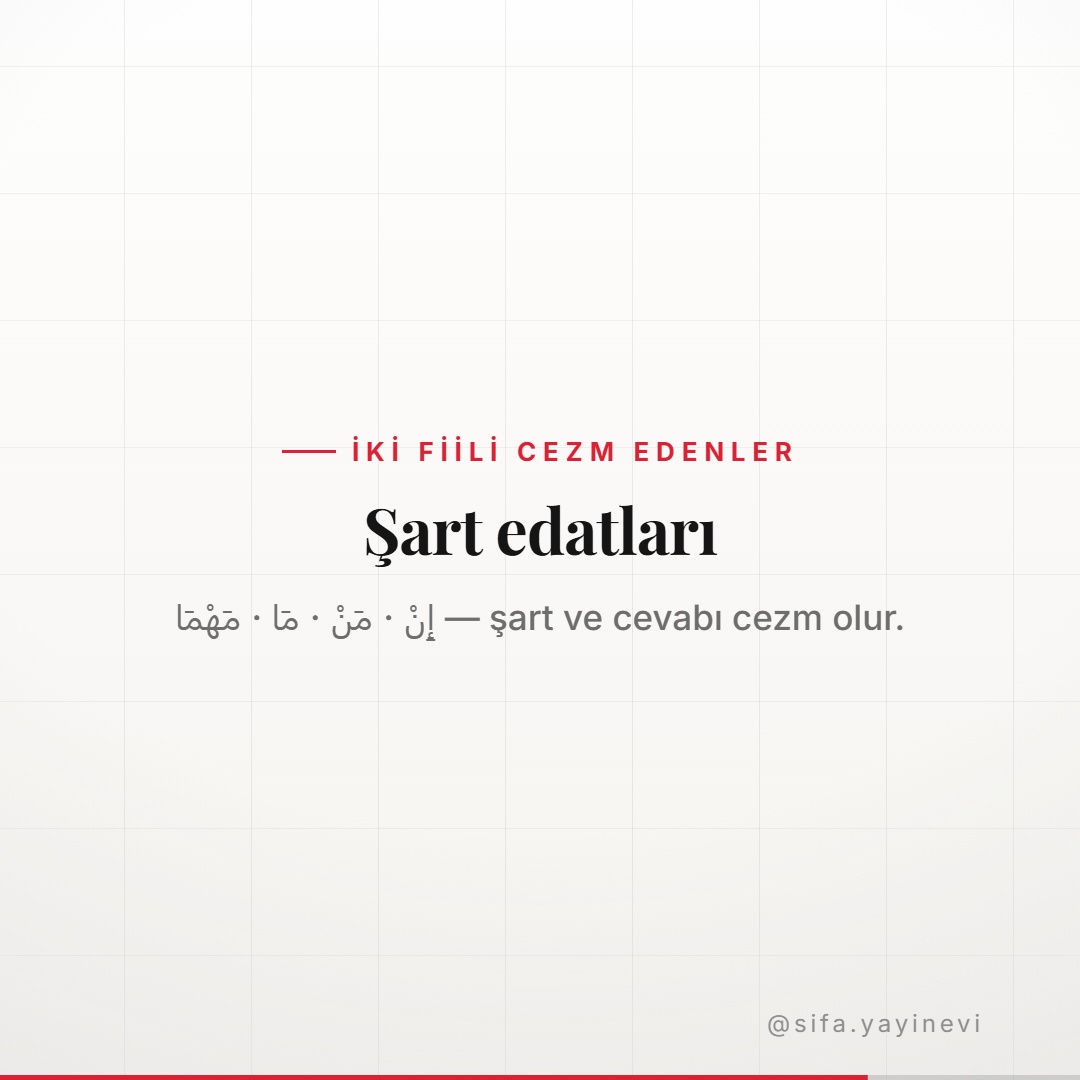 İKİ FİİLİ CEZM EDENLER
Şart edatları
إِنْ · مَنْ · مَا · مَهْمَا — şart ve cevabı cezm olur.
@sifa.yayinevi